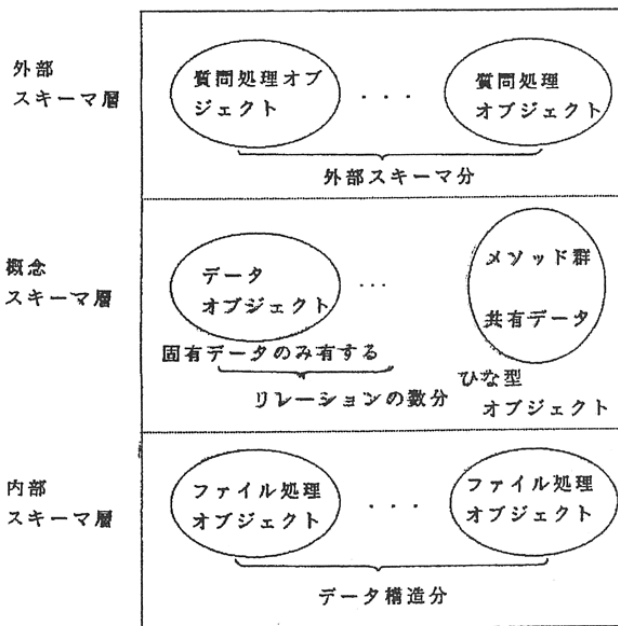 外部
スキーマ層
質問処理オブ
ジェクト
・・・
質問処理
オブジェクト
外部スキーマ分
概念
スキーマ層
データ
オブジェクト
・・・
メソッド群
共有データ
固有データのみ有する
リレーションの数分
ひな型
オブジェクト
内部
スキーマ層
ファイル処理
オブジェクト
・・・
ファイル処理
オブジェクト
データ構造分